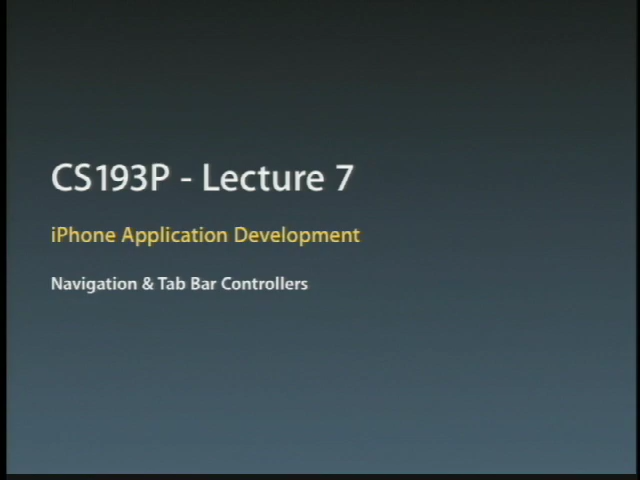 CS193P - Lecture 7
iPhone Application Development
Navigation & Tab Bar Controllers